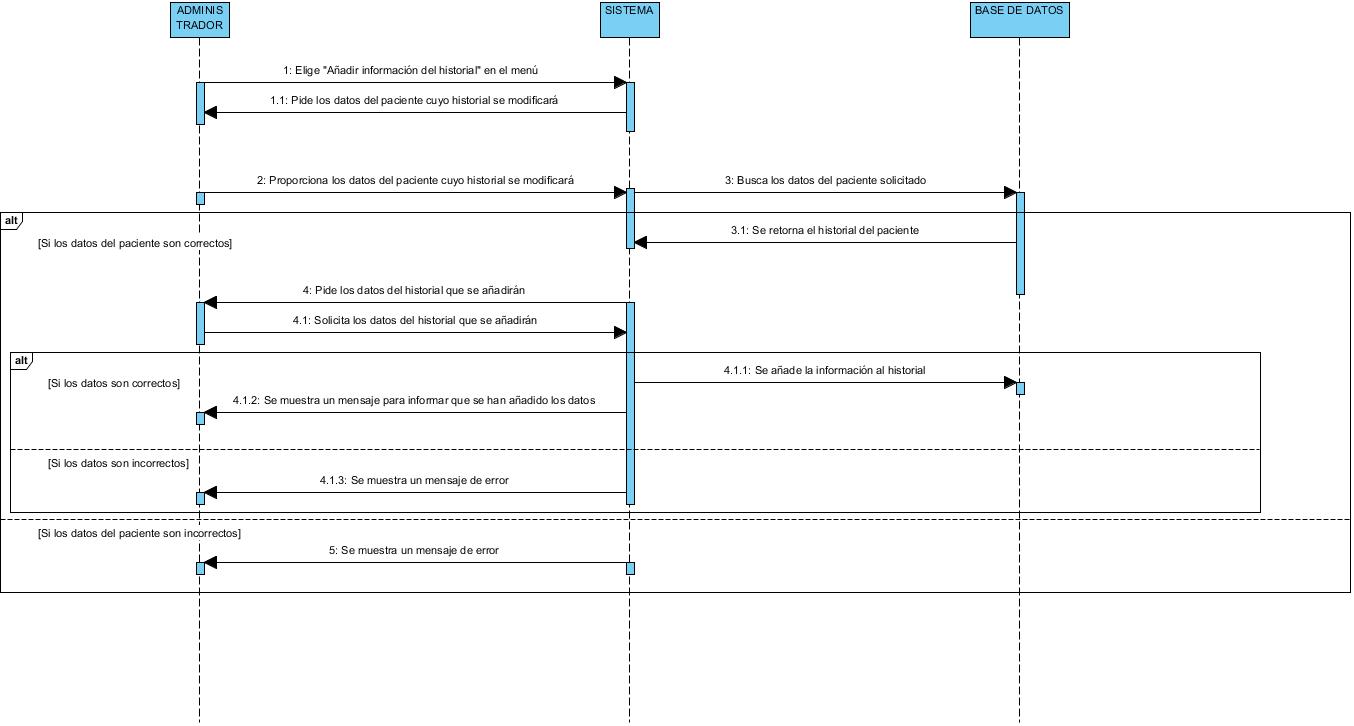 ADMINIS
TRADOR
SISTEMA
BASE DE DATOS
1: Elige "Añadir información del historial" en el menú
1.1: Pide los datos del paciente cuyo historial se modificará
2: Proporciona los datos del paciente cuyo historial se modificará
3: Busca los datos del paciente solicitado
alt
[Si los datos del paciente son correctos]
3.1: Se retorna el historial del paciente
4: Pide los datos del historial que se añadirán
4.1: Solicita los datos del historial que se añadirán
alt
[Si los datos son correctos]
4.1.1: Se añade la información al historial
4.1.2: Se muestra un mensaje para informar que se han añadido los datos
[Si los datos son incorrectos]
4.1.3: Se muestra un mensaje de error
[Si los datos del paciente son incorrectos]
5: Se muestra un mensaje de error